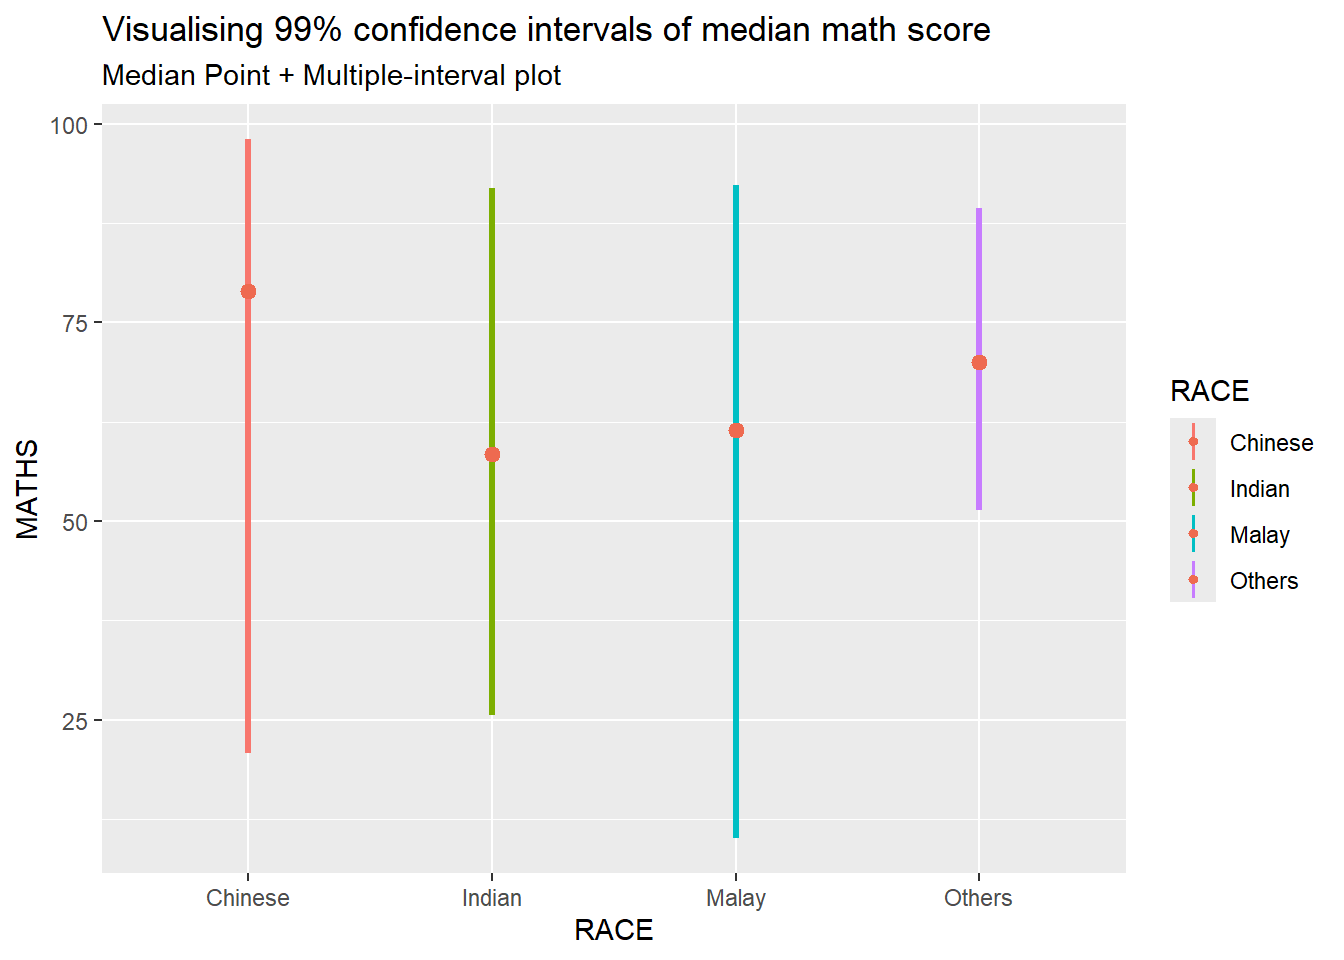 Visualising 99% confidence intervals of median math score
Median Point + Multiple-interval plot
100
75
50
25
MATHS
Chinese
Indian
Malay
Others
RACE
RACE
Chinese
Indian
Malay
Others